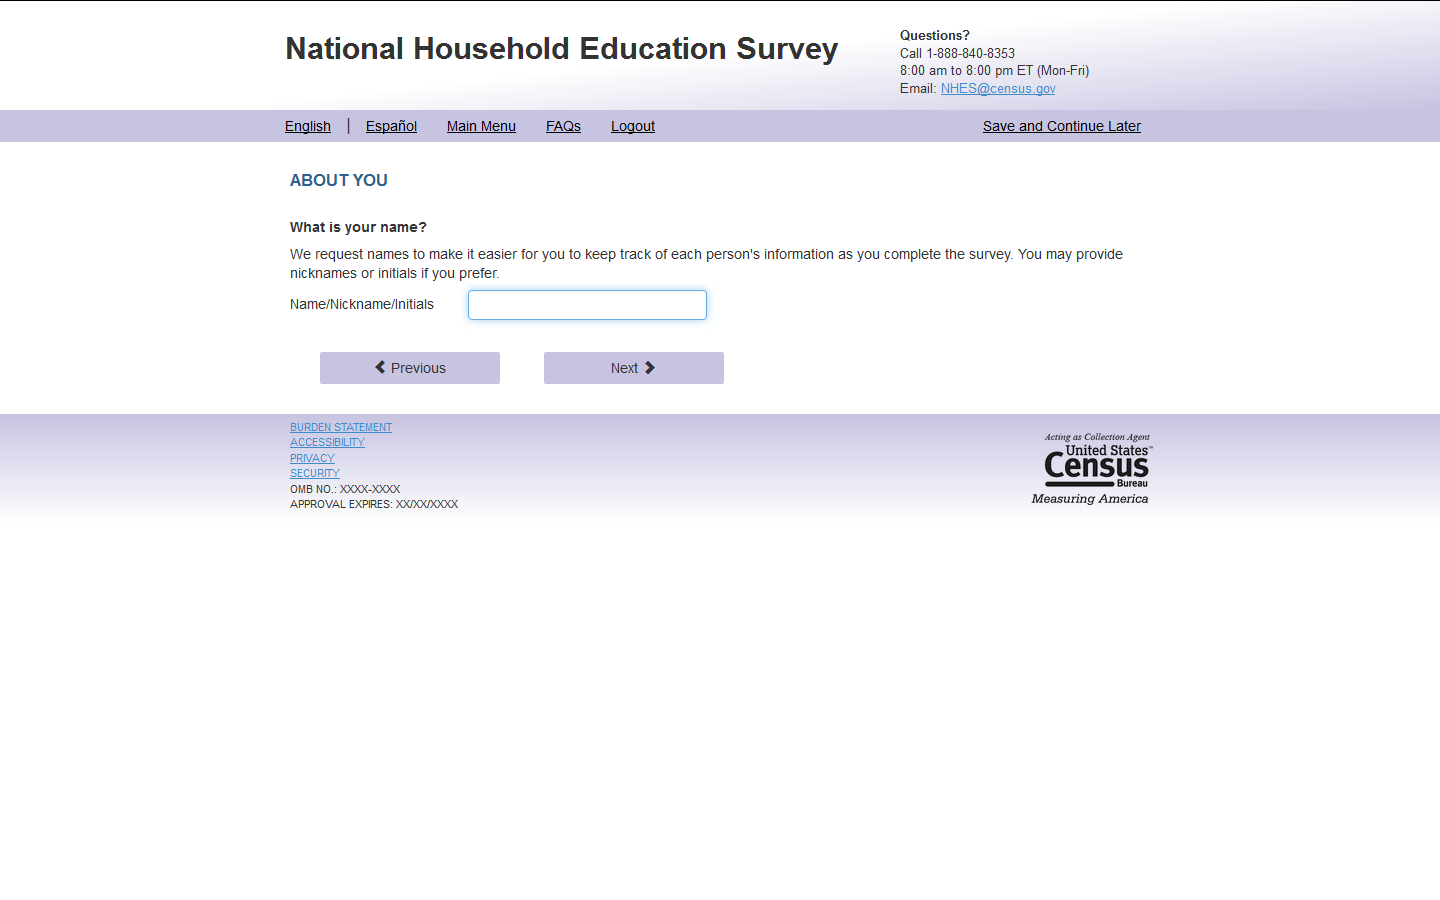 National Household Education Survey
Questions?
Call 1-888-840-8353
8:00 am to 8:00 pm ET (Mon-Fri)
Email: NHES@census.gov
English | Español Main Menu FAQs Logout Save and Continue Later
ABOUT YOU
What is your name?
We request names to make it easier for you to keep track of each person's information as you complete the survey. You may provide
nicknames or initials if you prefer.
Name/Nickname/Initials
Previous Next
BURDEN STATEMENT
ACCESSIBILITY
PRIVACY
SECURITY
OMB NO.: XXXX-XXXX
APPROVAL EXPIRES: XX/XX/XXXX
Acting as Collection Agent
United States™
Census
Bureau
Measuring America